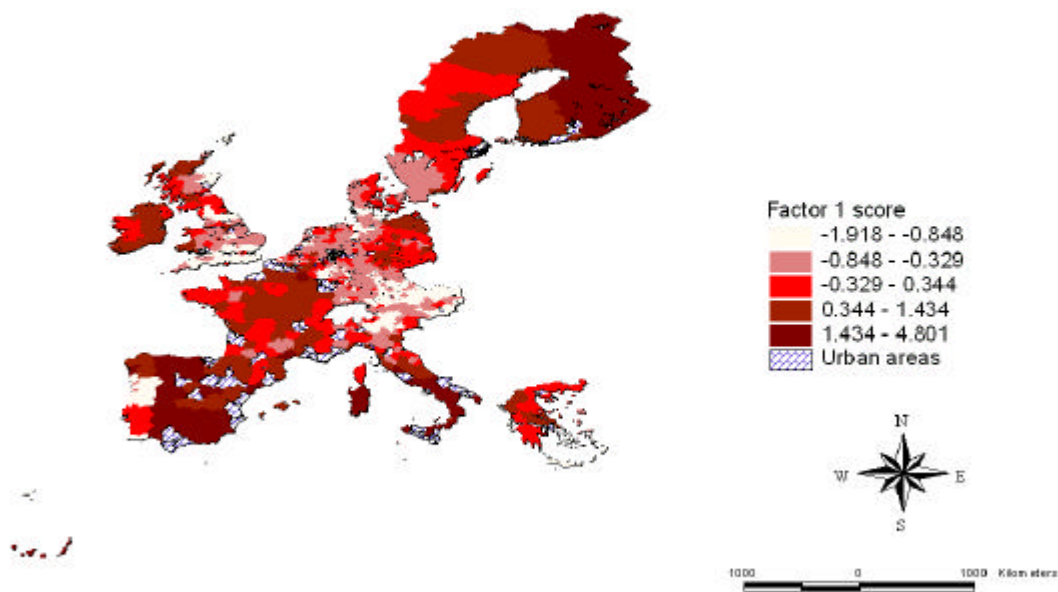 Factor 1 score
-1.918 - -0.848
-0.848 - -0.329
-0.329 - 0.344
0.344 - 1.434
1.434 - 4.801
Urban areas
N
W E
S
1000 0 1000 Kilometers